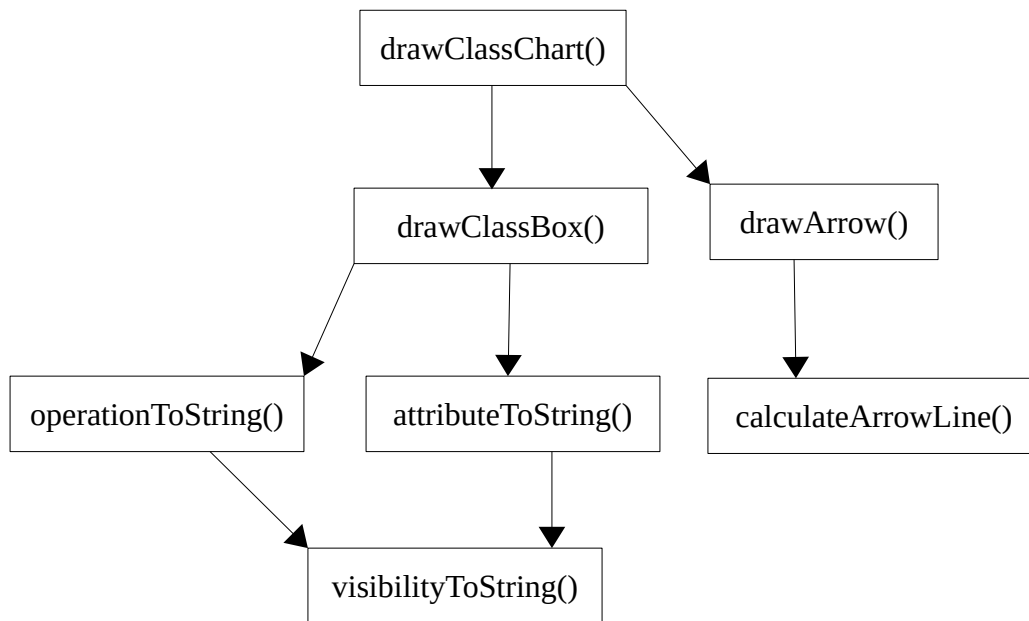 drawClassChart()
drawClassBox()
drawArrow()
operationToString()
attributeToString()
calculateArrowLine()
visibilityToString()